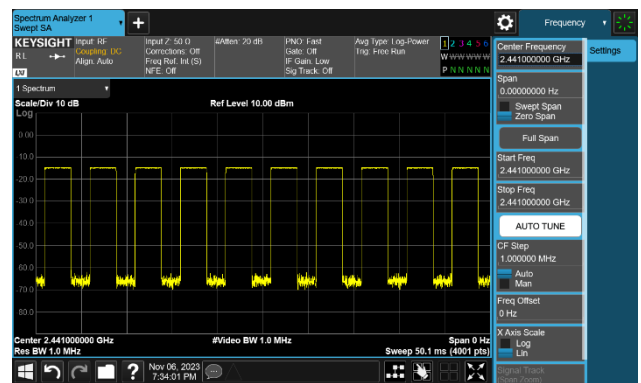 Spectrum Analyzer 1
Swept SA
+
Frequency
KEYSIGHT
RL
Input: RF
Coupling: DC
Align: Auto
Input Z: 50 Ω
Corrections: Off
Freq Ref: Int (S)
NFE: Off
#Atten: 20 dB
PNO: Fast
Gate: Off
IF Gain: Low
Sig Track: Off
Avg Type: Log-Power
Trig: Free Run
1 2 3 4 5 6
W W W W W W
P N N N N N
LXI
1 Spectrum
Scale/Div 10 dB
Ref Level 10.00 dBm
Log
0.00
-10.0
-20.0
-30.0
-40.0
-50.0
-60.0
-70.0
-80.0
Center 2.441000000 GHz
Res BW 1.0 MHz
#Video BW 1.0 MHz
Span 0 Hz
Sweep 50.1 ms (4001 pts)
?
Nov 06, 2023
7:34:01 PM
Center Frequency
2.441000000 GHz
Settings
Span
0.00000000 Hz
Swept Span
Zero Span
Full Span
Start Freq
2.441000000 GHz
Stop Freq
2.441000000 GHz
AUTO TUNE
CF Step
1.000000 MHz
Auto
Man
Freq Offset
0 Hz
X Axis Scale
Log
Lin
Signal Track
(Span Zoom)